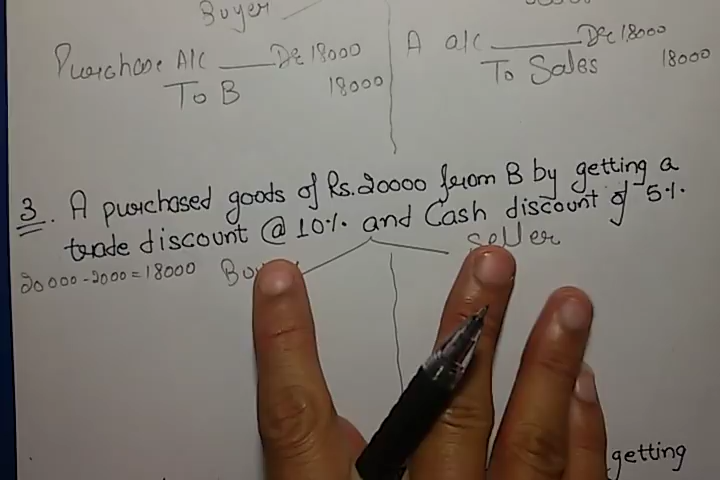 Buyer
Purchase A/c ——— Dr 18000
To B 18000
A a/c ——— Dr 18000
To Sales 18000
3. A purchased goods of Rs.20000 from B by getting a
trade discount @ 10% and Cash discount of 5%.
20000-2000=18000
Seller
getting